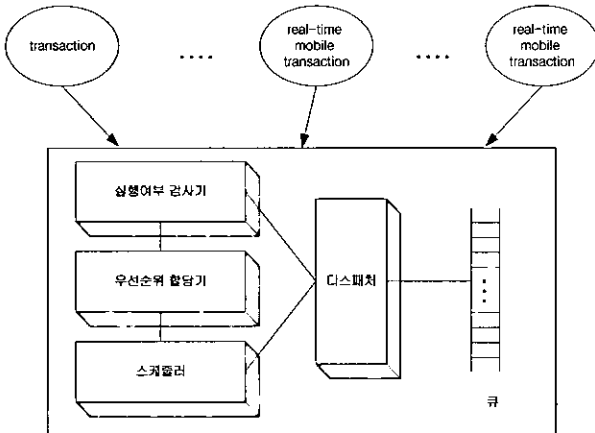 transaction
....
real-time
mobile
transaction
....
real-time
mobile
transaction
실행여부 검사기
우선순위 할당기
스케쥴러
디스패처
큐